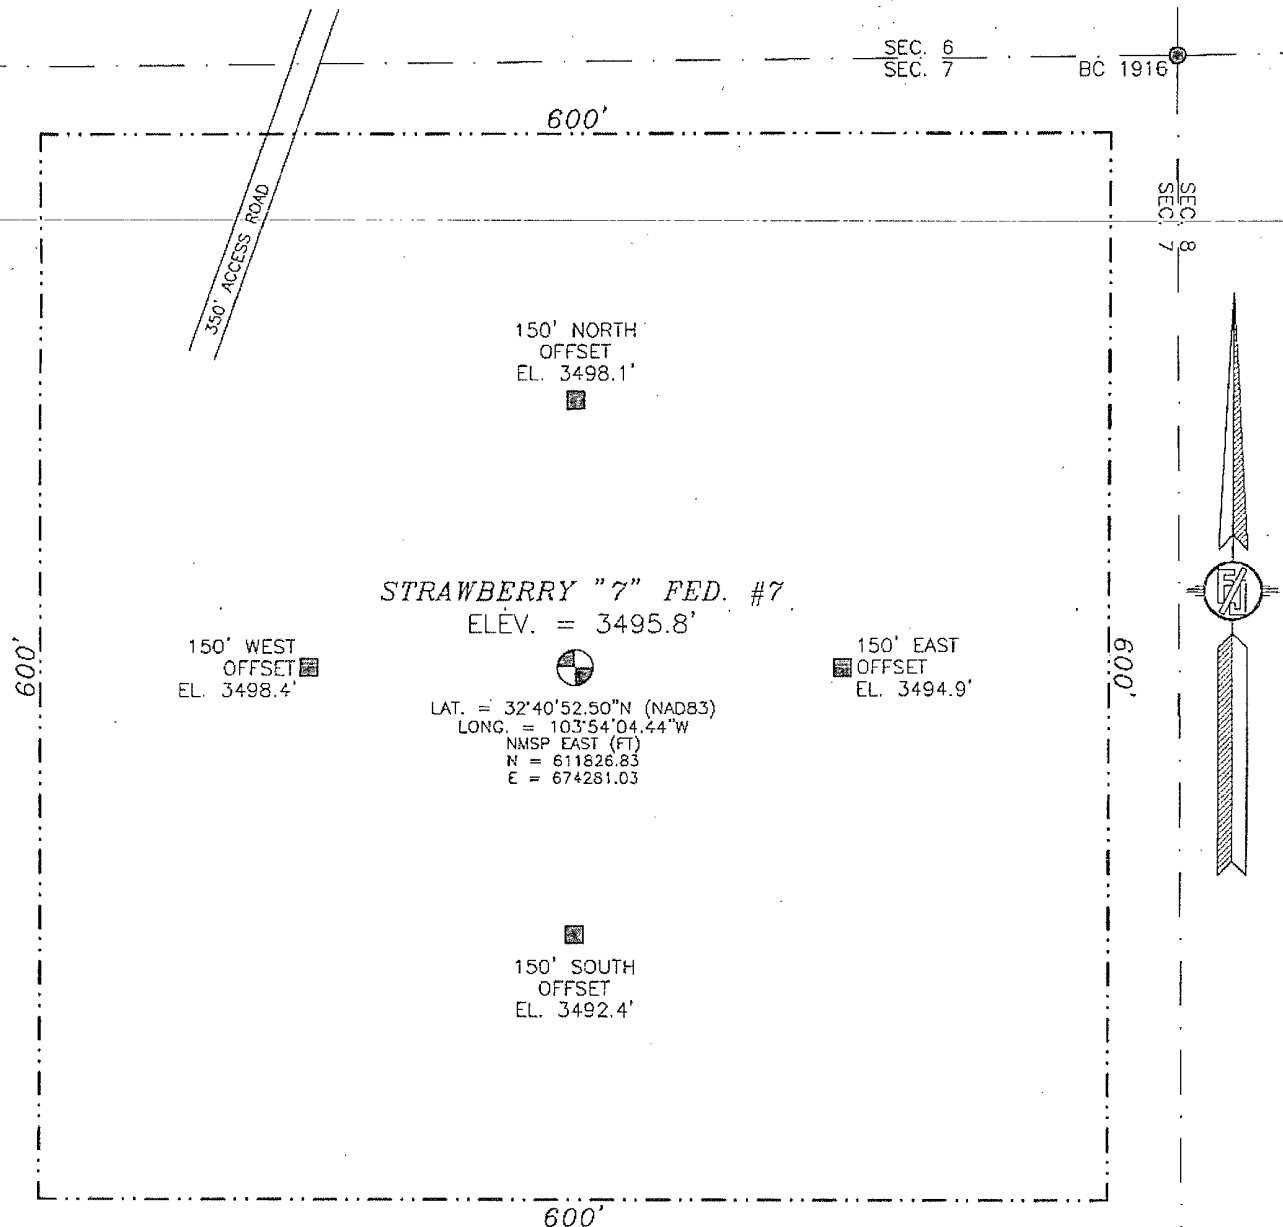 SEC. 6
SEC. 7
BC 1916
600'
SEC. 8
SEC. 7
350' ACCESS ROAD
150' NORTH
OFFSET
EL. 3498.1'
STRAWBERRY "7" FED. #7
ELEV. = 3495.8'
600'
150' WEST
OFFSET
EL. 3498.4'
150' EAST
OFFSET
EL. 3494.9'
600'
LAT. = 32°40'52.50"N (NAD83)
LONG. = 103°54'04.44"W
NMSP EAST (FT)
N = 611826.83
E = 674281.03
150' SOUTH
OFFSET
EL. 3492.4'
600'